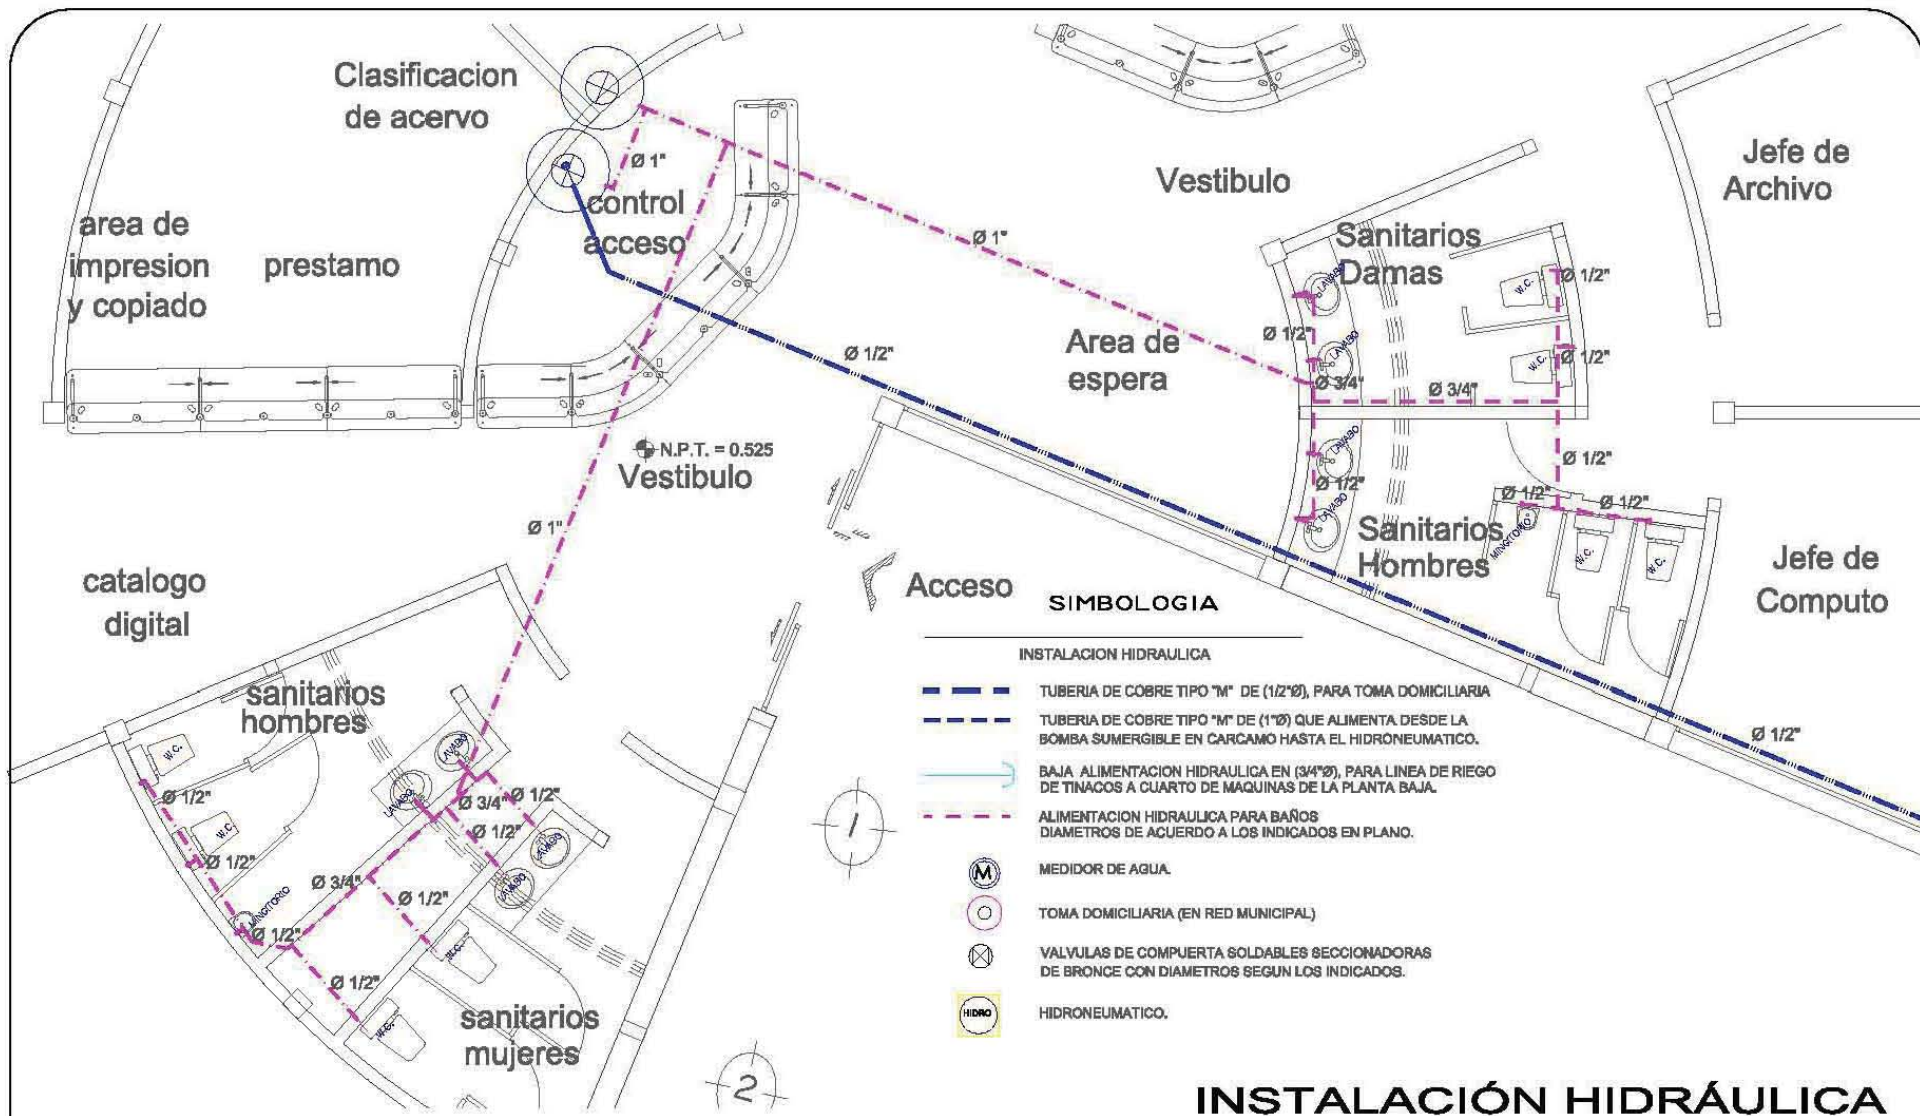 Clasificacion
de acervo
Ø 1"
control
acceso
area de
impresion
y copiado
prestamo
Vestibulo
Jefe de
Archivo
Ø 1"
Sanitarios
Damas
LAVABO
W.C.
Ø 1/2"
Ø 1/2"
LAVABO
W.C.
Ø 1/2"
Area de
espera
Ø 1/2"
Ø 3/4"
Ø 3/4"
N.P.T. = 0.525
Vestibulo
LAVABO
Ø 1/2"
Ø 1/2"
Ø 1/2"
Ø 1/2"
LAVABO
MINGITORIO
W.C.
W.C.
Sanitarios
Hombres
Ø 1"
Jefe de
Computo
catalogo
digital
Acceso
SIMBOLOGIA
INSTALACION HIDRAULICA
TUBERIA DE COBRE TIPO "M" DE (1/2"Ø), PARA TOMA DOMICILIARIA
TUBERIA DE COBRE TIPO "M" DE (1"Ø) QUE ALIMENTA DESDE LA
BOMBA SUMERGIBLE EN CARCAMO HASTA EL HIDRONEUMATICO.
BAJA ALIMENTACION HIDRAULICA EN (3/4"Ø), PARA LINEA DE RIEGO
DE TINACOS A CUARTO DE MAQUINAS DE LA PLANTA BAJA.
ALIMENTACION HIDRAULICA PARA BAÑOS
DIAMETROS DE ACUERDO A LOS INDICADOS EN PLANO.
M
MEDIDOR DE AGUA.
TOMA DOMICILIARIA (EN RED MUNICIPAL)
VALVULAS DE COMPUERTA SOLDABLES SECCIONADORAS
DE BRONCE CON DIAMETROS SEGUN LOS INDICADOS.
HIDRO
HIDRONEUMATICO.
Ø 1/2"
sanitarios
hombres
W.C.
LAVABO
LAVABO
Ø 1/2"
Ø 3/4"
Ø 1/2"
W.C.
Ø 1/2"
LAVABO
Ø 1/2"
Ø 3/4"
LAVABO
Ø 1/2"
MINGITORIO
Ø 1/2"
W.C.
Ø 1/2"
W.C.
sanitarios
mujeres
1
2
INSTALACIÓN HIDRÁULICA